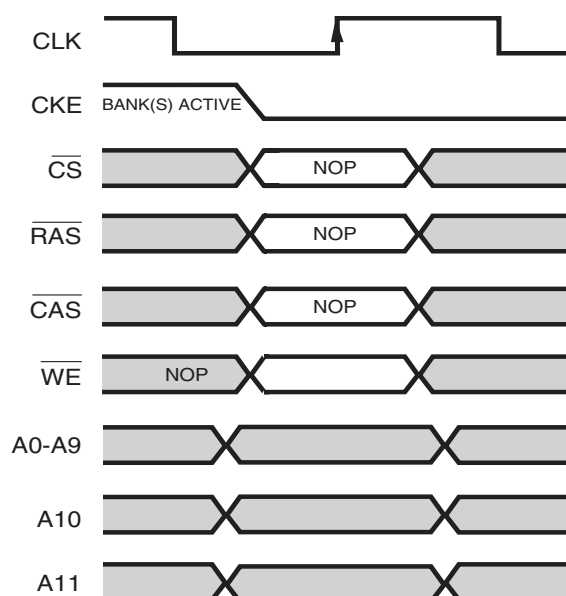 CLK
CKE BANK(S) ACTIVE
CS NOP
RAS NOP
CAS NOP
WE NOP
A0-A9
A10
A11